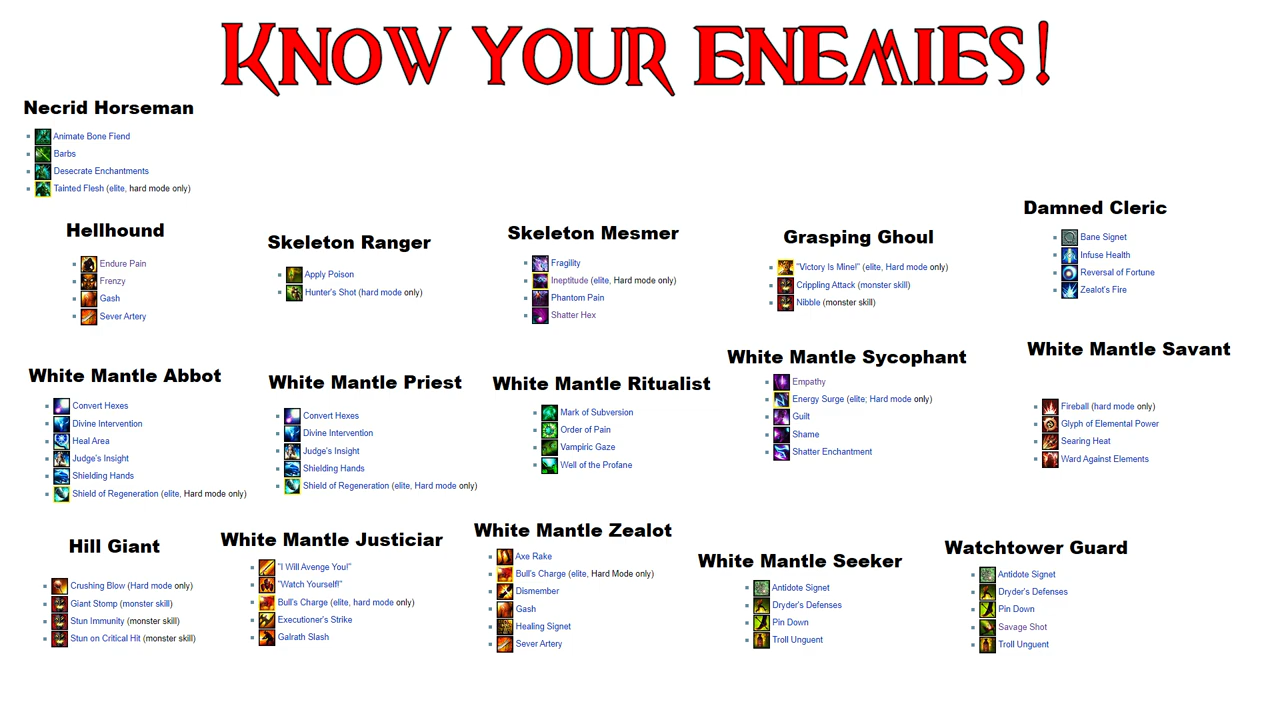 KNOW YOUR ENEMIES!
Necrid Horseman
Animate Bone Fiend
Barbs
Desecrate Enchantments
Tainted Flesh (elite, hard mode only)
Hellhound
Endure Pain
Frenzy
Gash
Sever Artery
Skeleton Ranger
Apply Poison
Hunter's Shot (hard mode only)
Skeleton Mesmer
Fragility
Ineptitude (elite, Hard mode only)
Phantom Pain
Shatter Hex
Grasping Ghoul
"Victory Is Mine!" (elite, Hard mode only)
Crippling Attack (monster skill)
Nibble (monster skill)
Damned Cleric
Bane Signet
Infuse Health
Reversal of Fortune
Zealot's Fire
White Mantle Abbot
Convert Hexes
Divine Intervention
Heal Area
Judge's Insight
Shielding Hands
Shield of Regeneration (elite, Hard mode only)
White Mantle Priest
Convert Hexes
Divine Intervention
Judge's Insight
Shielding Hands
Shield of Regeneration (elite, Hard mode only)
White Mantle Ritualist
Mark of Subversion
Order of Pain
Vampiric Gaze
Well of the Profane
White Mantle Sycophant
Empathy
Energy Surge (elite; Hard mode only)
Guilt
Shame
Shatter Enchantment
White Mantle Savant
Fireball (hard mode only)
Glyph of Elemental Power
Searing Heat
Ward Against Elements
Hill Giant
Crushing Blow (Hard mode only)
Giant Stomp (monster skill)
Stun Immunity (monster skill)
Stun on Critical Hit (monster skill)
White Mantle Justiciar
"I Will Avenge You!"
"Watch Yourself!"
Bull's Charge (elite, hard mode only)
Executioner's Strike
Galrath Slash
White Mantle Zealot
Axe Rake
Bull's Charge (elite, Hard Mode only)
Dismember
Gash
Healing Signet
Sever Artery
White Mantle Seeker
Antidote Signet
Dryder's Defenses
Pin Down
Troll Unguent
Watchtower Guard
Antidote Signet
Dryder's Defenses
Pin Down
Savage Shot
Troll Unguent